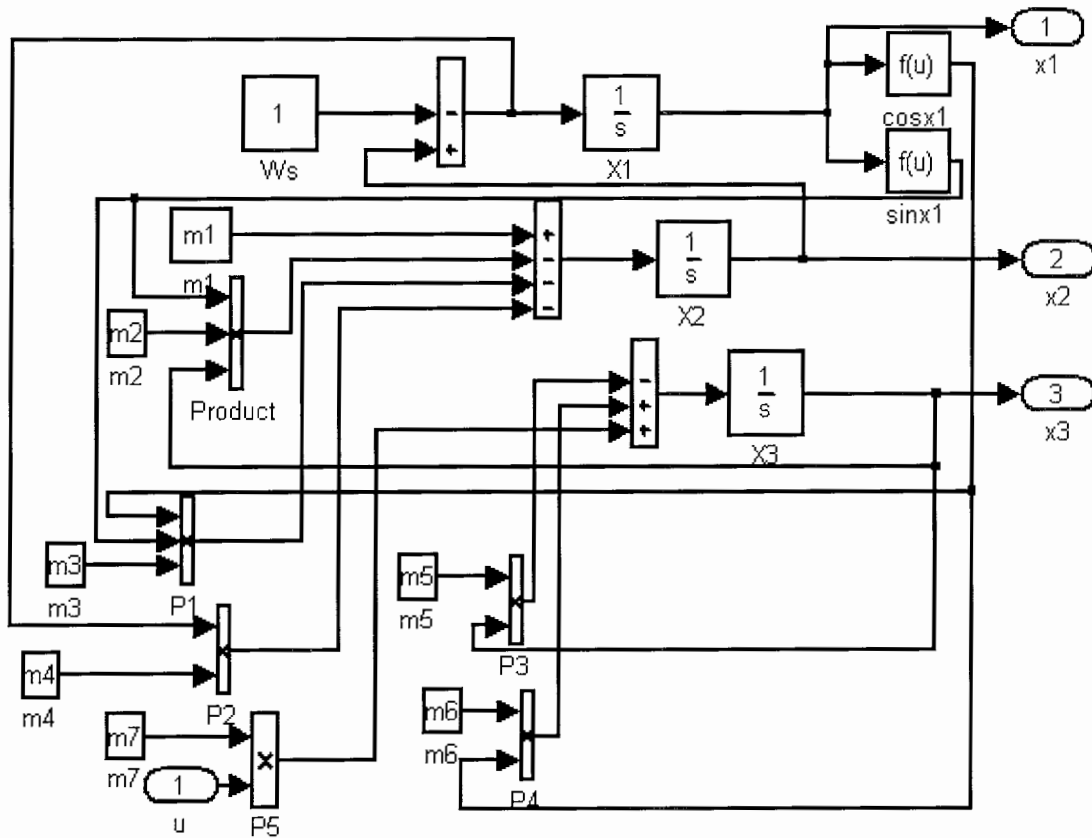 1
x1
f(u)
cosx1
1
Ws
-
+
1
s
X1
f(u)
sinx1
m1
m1
+
-
-
-
1
s
X2
2
x2
m2
m2
×
Product
-
+
+
1
s
X3
3
x3
m3
m3
×
P1
m5
m5
×
P3
m4
m4
×
P2
m6
m6
×
P4
m7
m7
×
P5
1
u